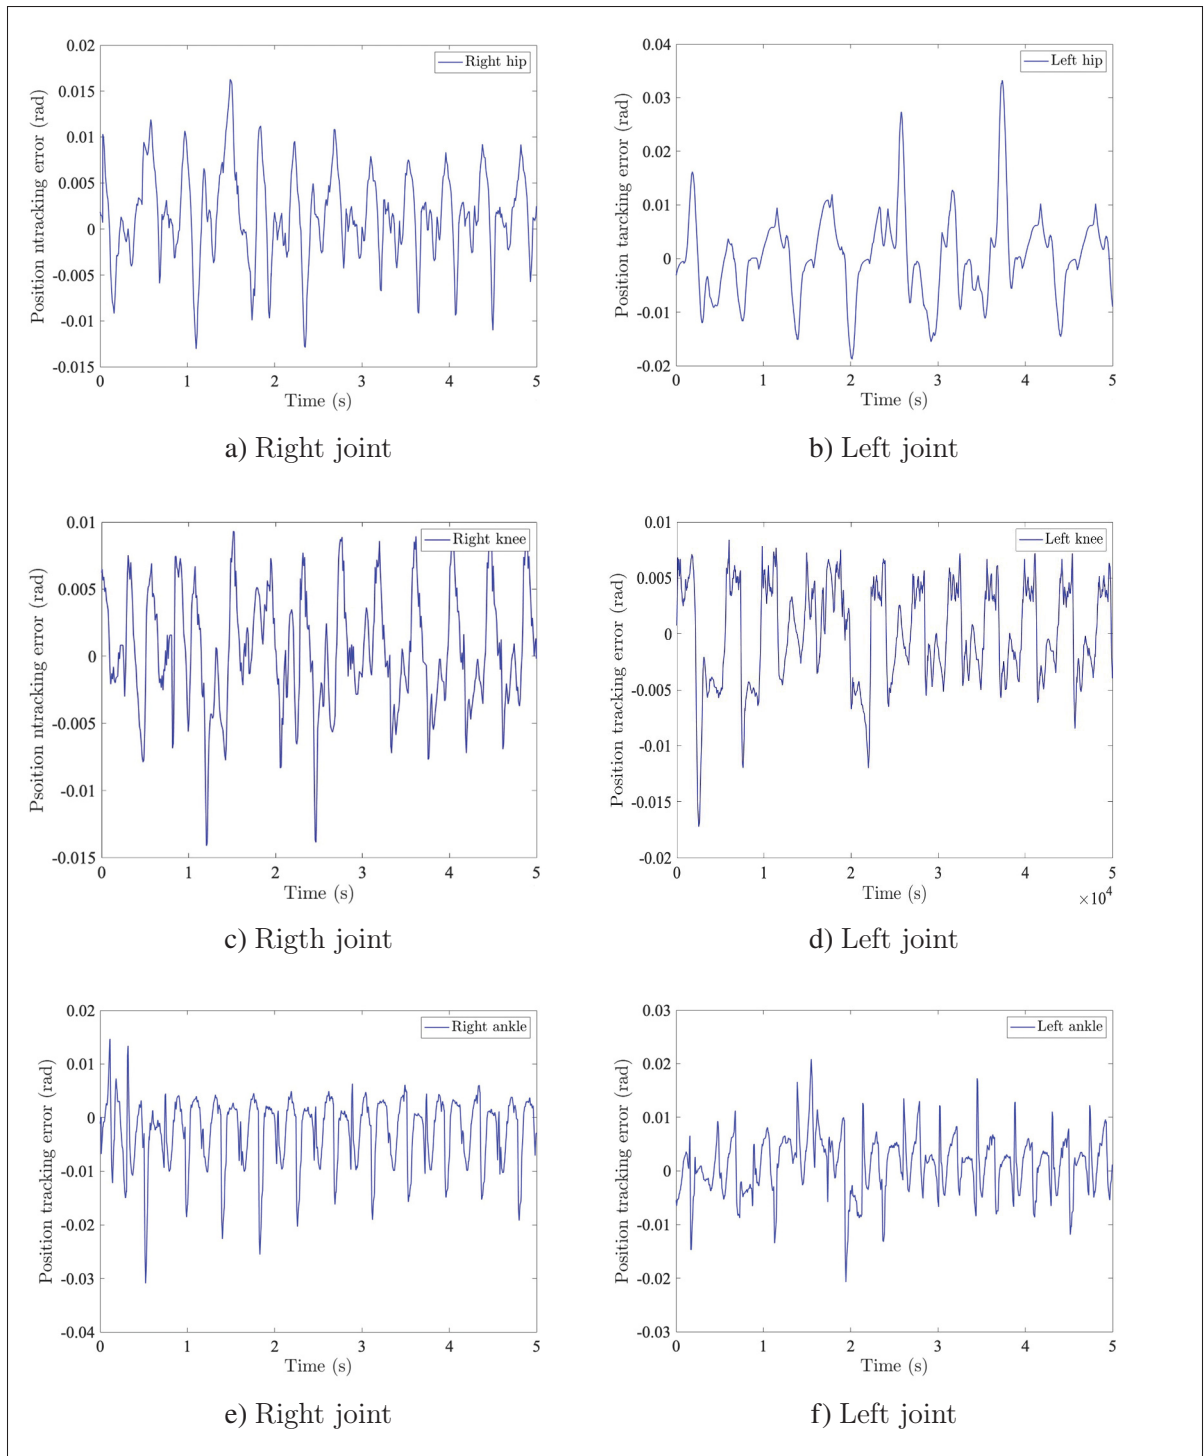 0.02
0.015
0.01
0.005
0
-0.005
-0.01
-0.015
Position ntracking error (rad)
Right hip
0 1 2 3 4 5
Time (s)
a) Right joint
0.04
0.03
0.02
0.01
0
-0.01
-0.02
Position tarcking error (rad)
Left hip
0 1 2 3 4 5
Time (s)
b) Left joint
0.01
0.005
0
-0.005
-0.01
-0.015
Psoition ntracking error (rad)
Right knee
0 1 2 3 4 5
Time (s)
c) Rigth joint
0.01
0.005
0
-0.005
-0.01
-0.015
-0.02
Position tracking error (rad)
Left knee
0 1 2 3 4 5
Time (s)
×10^4
d) Left joint
0.02
0.01
0
-0.01
-0.02
-0.03
-0.04
Position tracking error (rad)
Right ankle
0 1 2 3 4 5
Time (s)
e) Right joint
0.03
0.02
0.01
0
-0.01
-0.02
-0.03
Position tracking error (rad)
Left ankle
0 1 2 3 4 5
Time (s)
f) Left joint